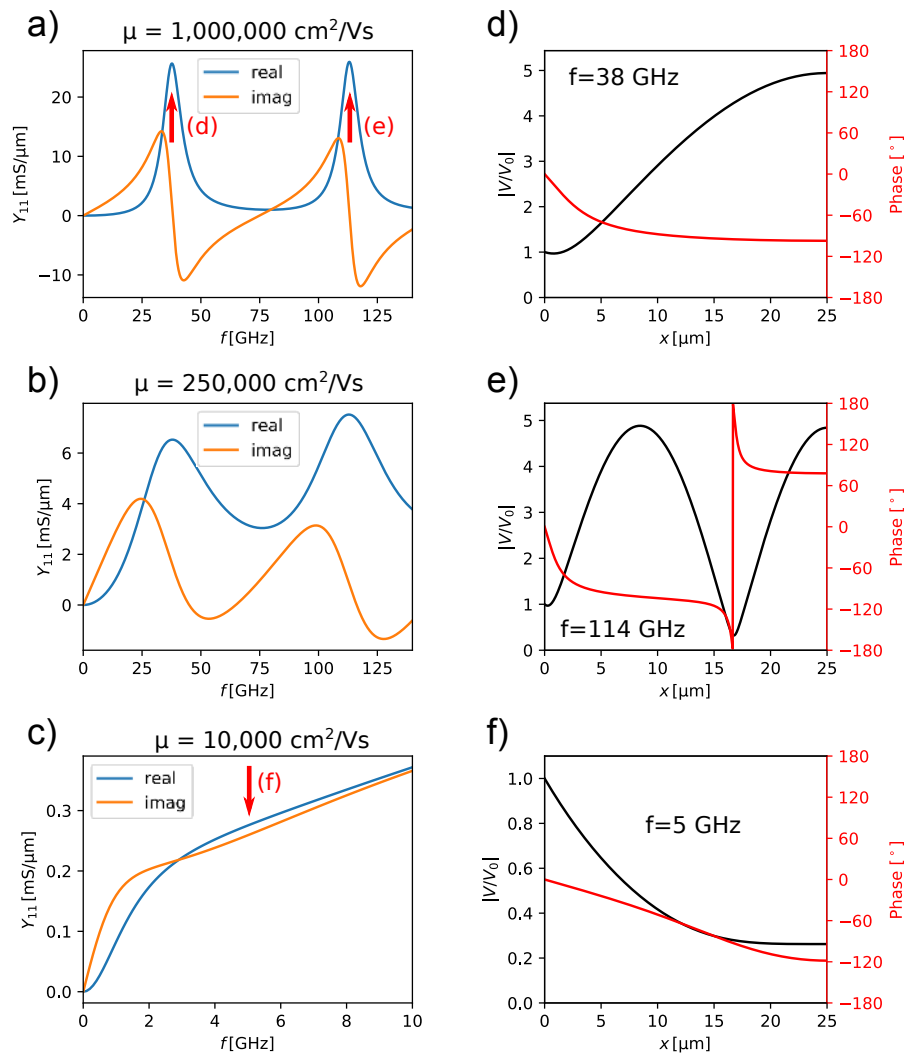 a)
μ = 1,000,000 cm²/Vs
real
imag
(d)
(e)
Y₁₁ [mS/μm]
20
10
0
−10
0
25
50
75
100
125
f [GHz]
d)
f=38 GHz
|V/V₀|
5
4
3
2
1
0
0
5
10
15
20
25
x [μm]
180
120
60
0
−60
−120
−180
Phase [°]
b)
μ = 250,000 cm²/Vs
real
imag
Y₁₁ [mS/μm]
6
4
2
0
0
25
50
75
100
125
f [GHz]
e)
f=114 GHz
|V/V₀|
5
4
3
2
1
0
0
5
10
15
20
25
x [μm]
180
120
60
0
−60
−120
−180
Phase [°]
c)
μ = 10,000 cm²/Vs
real
imag
(f)
Y₁₁ [mS/μm]
0.3
0.2
0.1
0.0
0
2
4
6
8
10
f [GHz]
f)
f=5 GHz
|V/V₀|
1.0
0.8
0.6
0.4
0.2
0.0
0
5
10
15
20
25
x [μm]
180
120
60
0
−60
−120
−180
Phase [°]